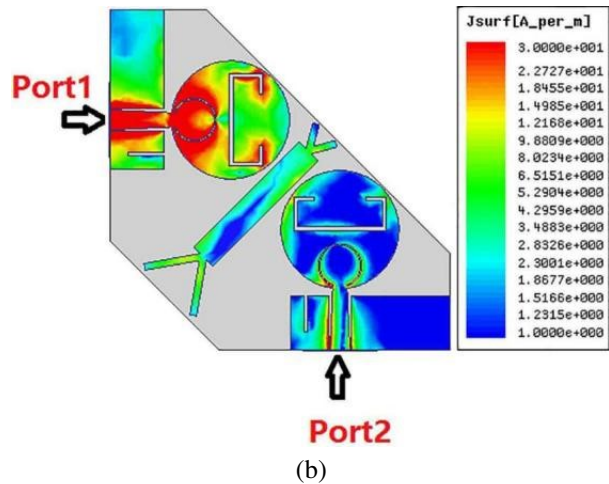 Jsurf[A_per_m]
3.0000e+001
2.2727e+001
1.8455e+001
1.4985e+001
1.2168e+001
9.8809e+000
8.0234e+000
6.5151e+000
5.2904e+000
4.2959e+000
3.4883e+000
2.8326e+000
2.3001e+000
1.8677e+000
1.5166e+000
1.2315e+000
1.0000e+000
Port1
Port2
(b)